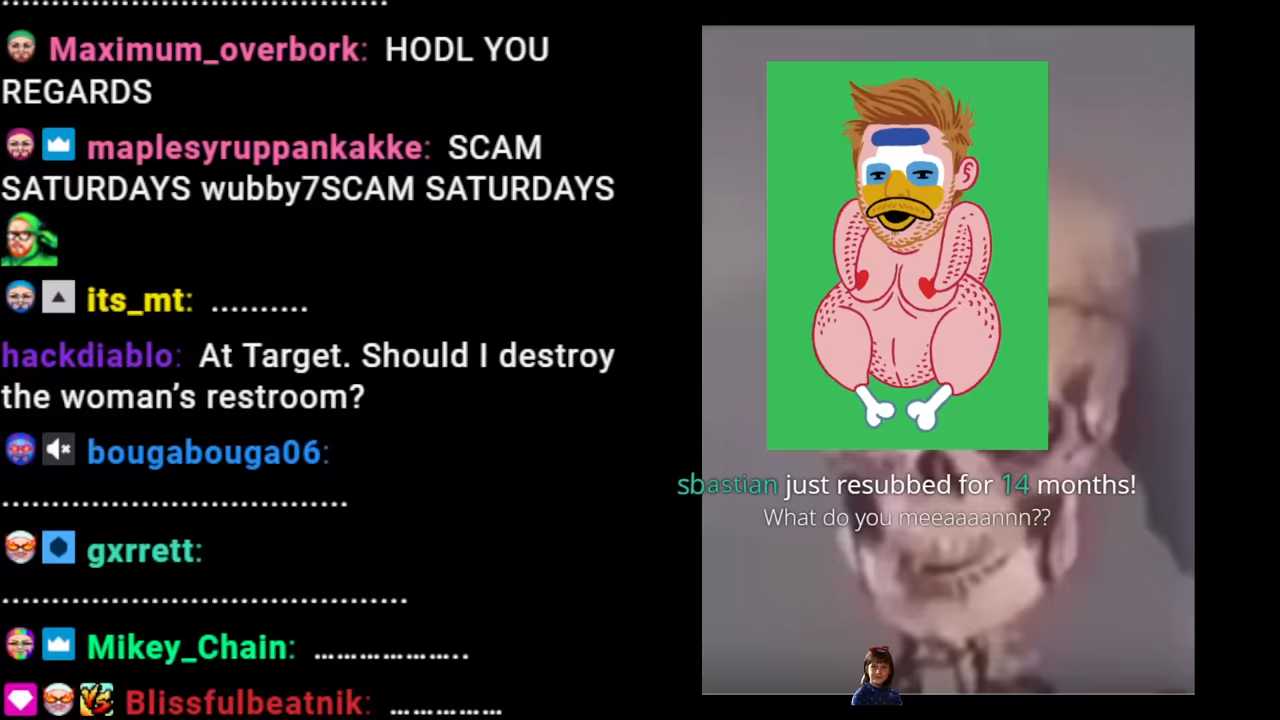 .......................................
Maximum_overbork: HODL YOU
REGARDS
maplesyruppankakke: SCAM
SATURDAYS wubby7SCAM SATURDAYS
its_mt: ..........
hackdiablo: At Target. Should I destroy
the woman’s restroom?
bougabouga06:
...................................
gxrrett:
.........................................
Mikey_Chain: ……………..
Blissfulbeatnik: …………
sbastian just resubbed for 14 months!
What do you meeaaaannn??